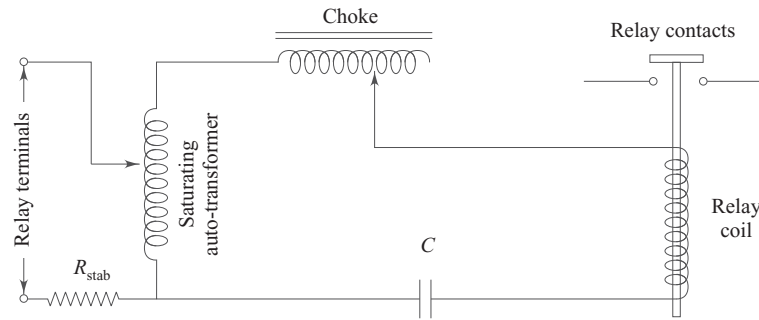 Choke
Relay contacts
Relay terminals
Saturating
auto-transformer
Relay
coil
R_stab
C